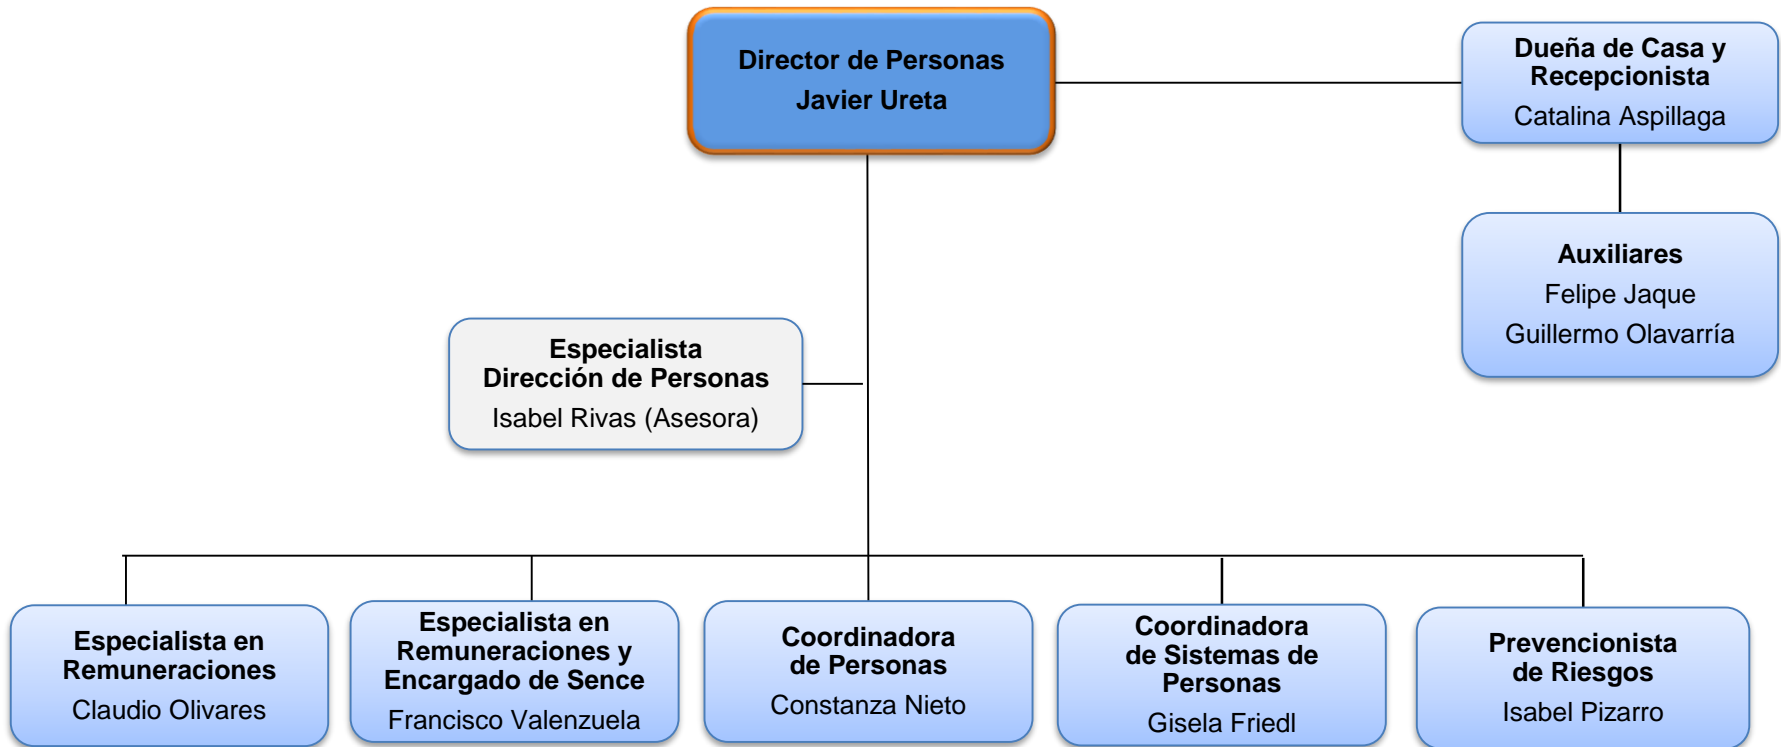 Director de Personas
Javier Ureta
Dueña de Casa y
Recepcionista
Catalina Aspillaga
Auxiliares
Felipe Jaque
Guillermo Olavarría
Especialista
Dirección de Personas
Isabel Rivas (Asesora)
Especialista en
Remuneraciones
Claudio Olivares
Especialista en
Remuneraciones y
Encargado de Sence
Francisco Valenzuela
Coordinadora
de Personas
Constanza Nieto
Coordinadora
de Sistemas de
Personas
Gisela Friedl
Prevencionista
de Riesgos
Isabel Pizarro